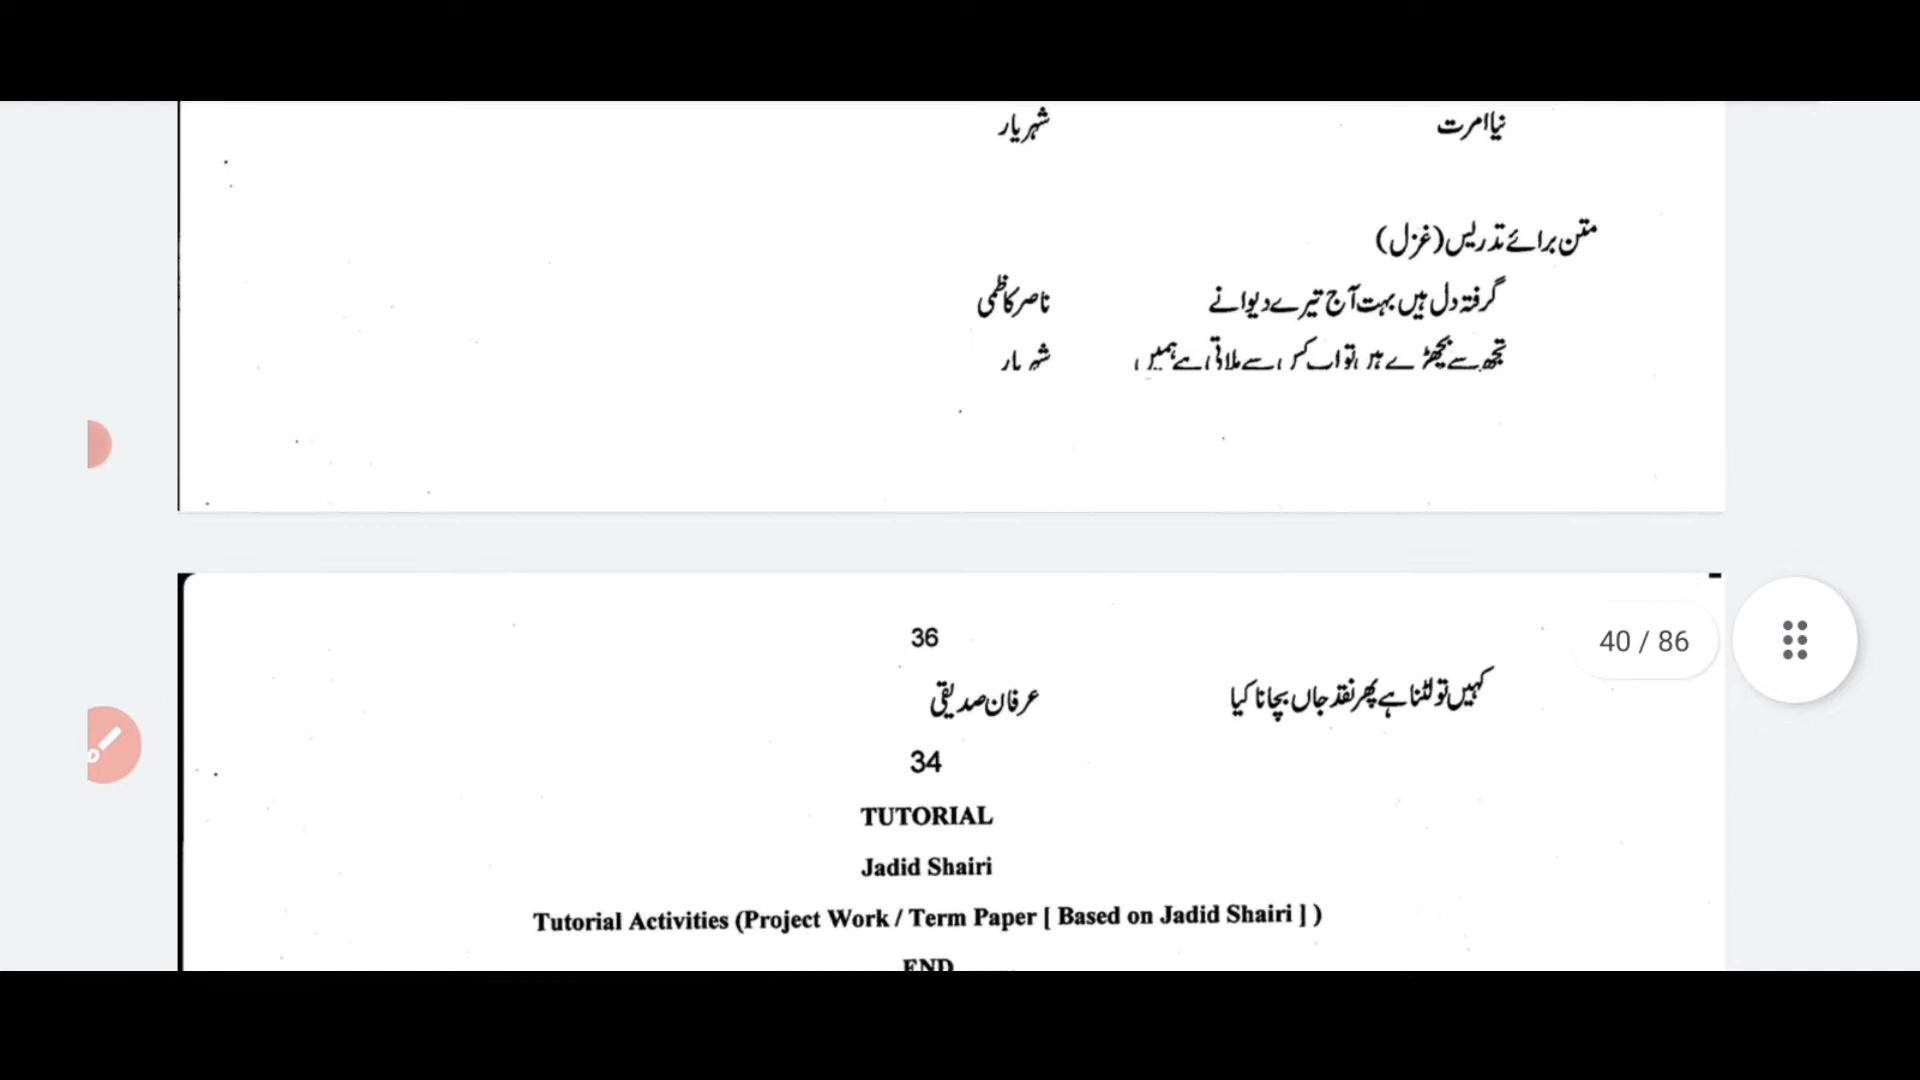 نیا امرت شہریار
متن برائے تدریس (غزل)
گرفتہ دل ہیں بہت آج تیرے دیوانے ناصر کاظمی
تجھ سے بچھڑے ہیں تو اب کس سے ملاتی ہے ہمیں شہریار
36
40 / 86
کہیں تو لٹنا ہے پھر نقد جاں بچانا کیا عرفان صدیقی
34
TUTORIAL
Jadid Shairi
Tutorial Activities (Project Work / Term Paper [ Based on Jadid Shairi ] )
END